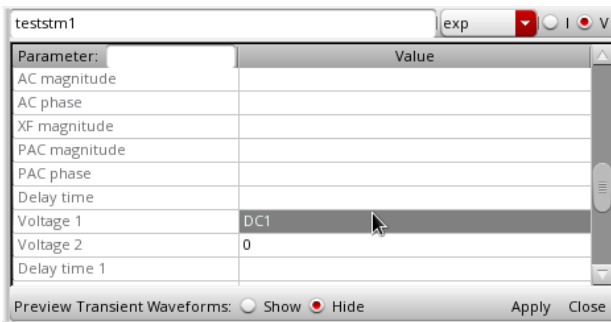 teststm1 exp I V
Parameter: Value
AC magnitude
AC phase
XF magnitude
PAC magnitude
PAC phase
Delay time
Voltage 1 DC1
Voltage 2 0
Delay time 1
Preview Transient Waveforms: Show Hide Apply Close